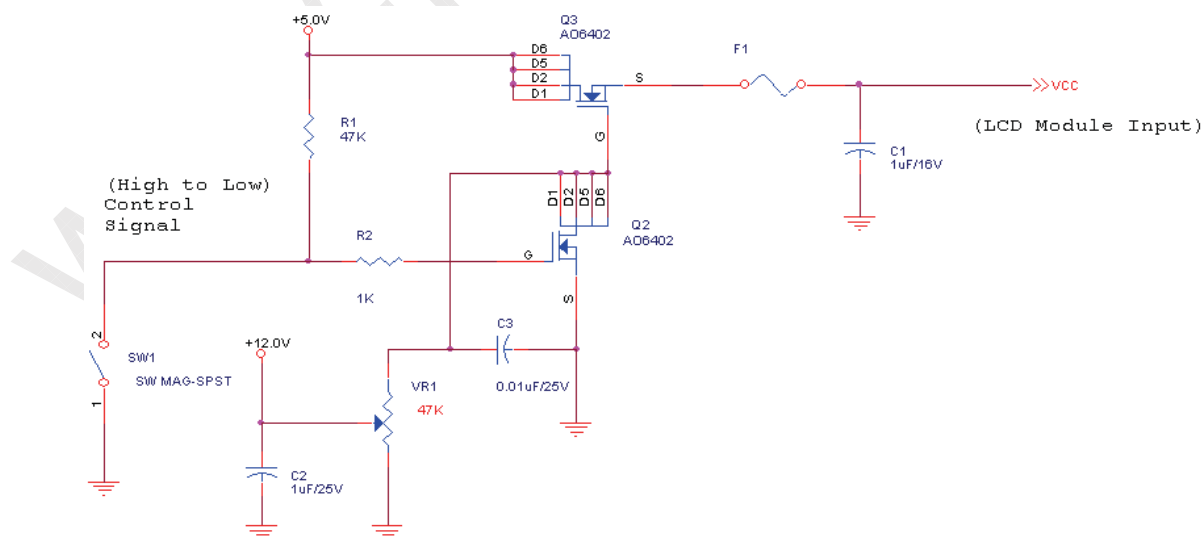 +5.0V
Q3
AO6402
D6
D5
D2
D1
S
G
F1
VCC
(LCD Module Input)
C1
1uF/16V
R1
47K
(High to Low)
Control
Signal
D1
D2
D5
D6
Q2
AO6402
R2
1K
G
S
2
SW1
SW MAG-SPST
1
+12.0V
C3
0.01uF/25V
VR1
47K
C2
1uF/25V